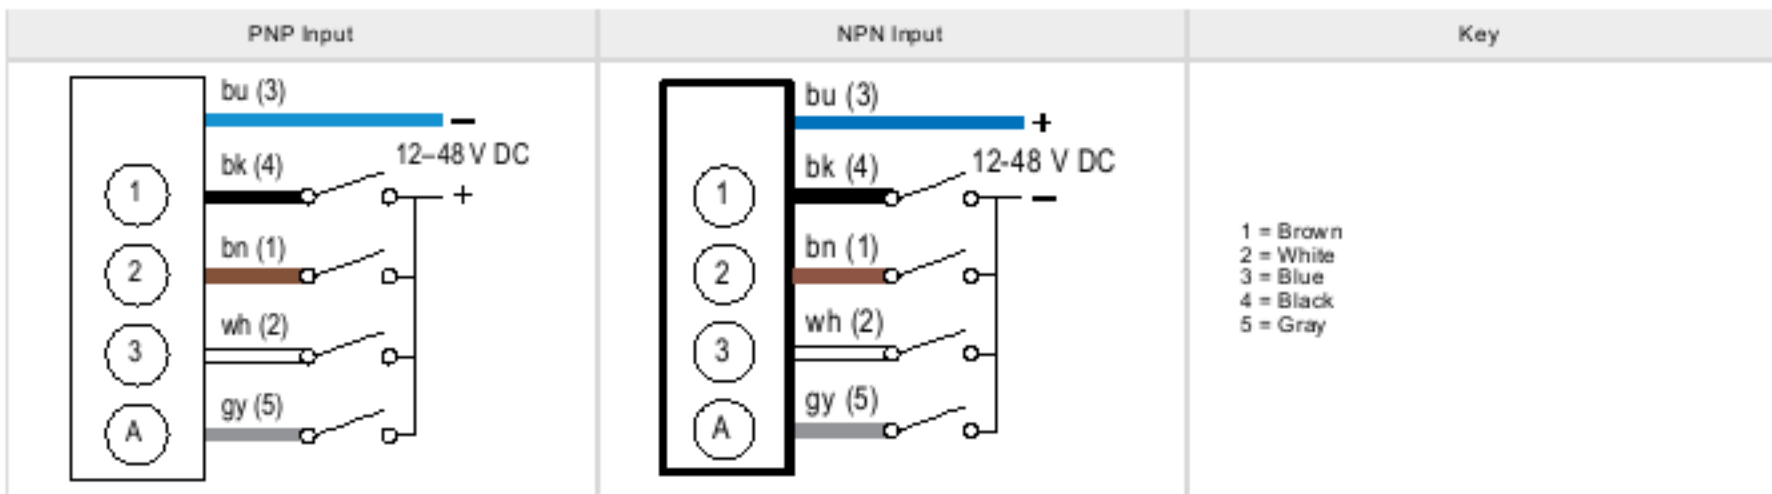 PNP Input
NPN Input
Key
bu (3)
–
12–48 V DC
bk (4)
1
+
bn (1)
2
wh (2)
3
gy (5)
A
bu (3)
+
12-48 V DC
bk (4)
1
–
bn (1)
2
wh (2)
3
gy (5)
A
1 = Brown
2 = White
3 = Blue
4 = Black
5 = Gray